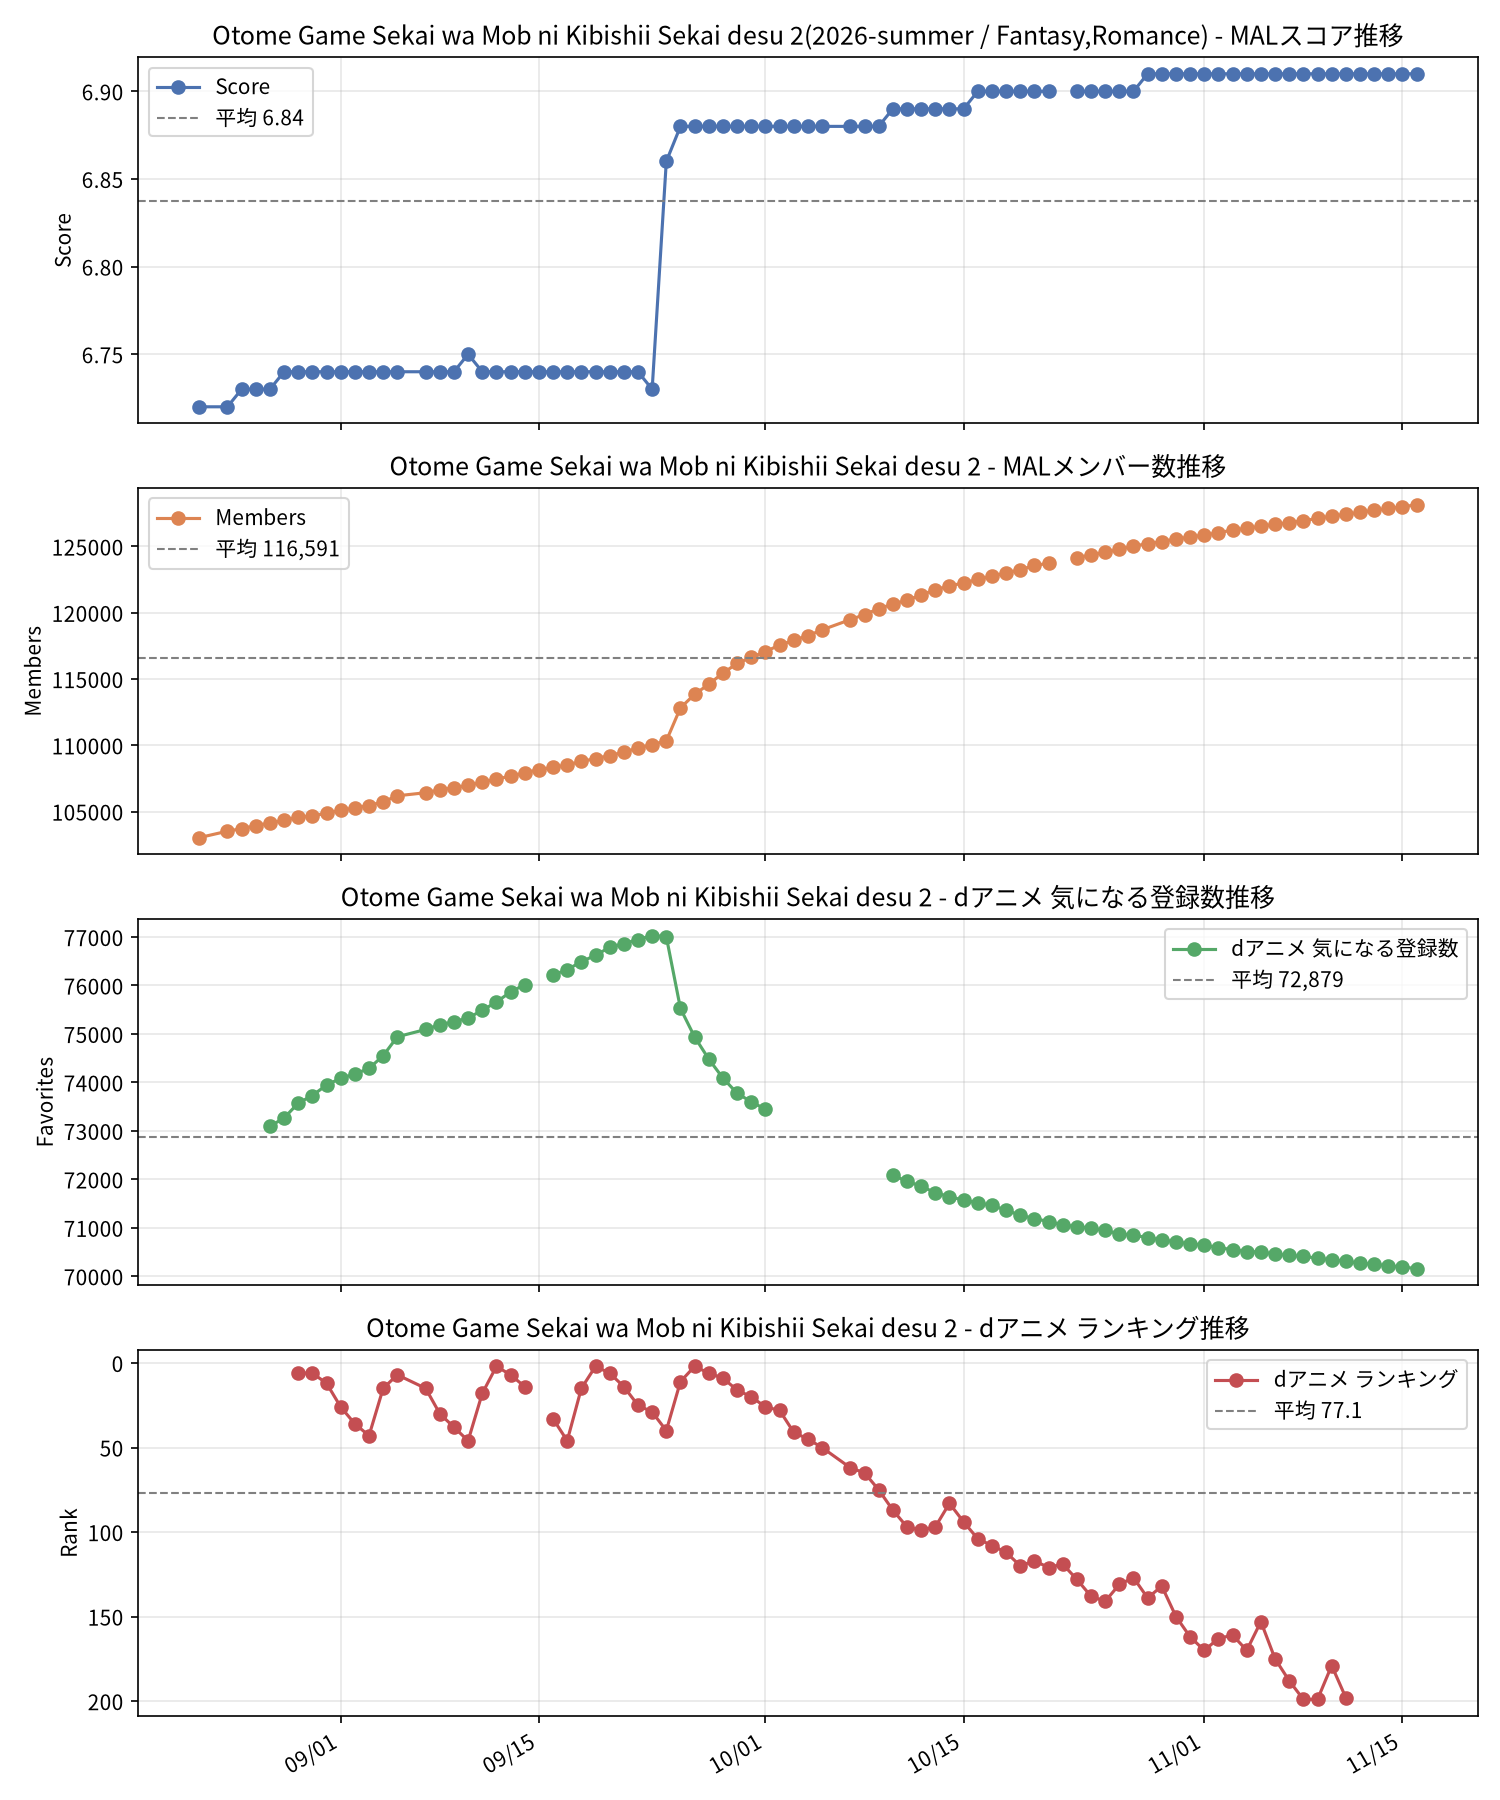 Otome Game Sekai wa Mob ni Kibishii Sekai desu 2(2026-summer / Fantasy,Romance) - MALスコア推移
Score
平均 6.84
6.90
6.85
6.80
6.75
Score
Otome Game Sekai wa Mob ni Kibishii Sekai desu 2 - MALメンバー数推移
Members
平均 116,591
125000
120000
115000
110000
105000
Members
Otome Game Sekai wa Mob ni Kibishii Sekai desu 2 - dアニメ 気になる登録数推移
dアニメ 気になる登録数
平均 72,879
77000
76000
75000
74000
73000
72000
71000
70000
Favorites
Otome Game Sekai wa Mob ni Kibishii Sekai desu 2 - dアニメ ランキング推移
dアニメ ランキング
平均 77.1
0
50
100
150
200
Rank
09/01
09/15
10/01
10/15
11/01
11/15